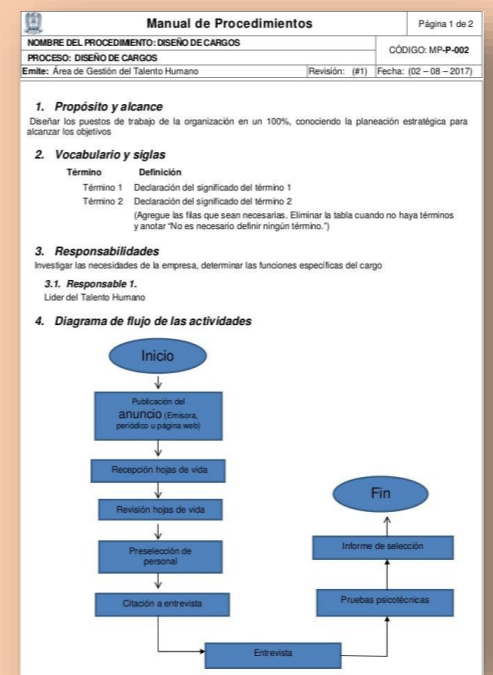 Manual de Procedimientos
Página 1 de 2
NOMBRE DEL PROCEDIMIENTO: DISEÑO DE CARGOS
CÓDIGO: MP-P-002
PROCESO: DISEÑO DE CARGOS
Emite: Área de Gestión del Talento Humano
Revisión: (#1)
Fecha: (02 – 08 – 2017)
1. Propósito y alcance
Diseñar los puestos de trabajo de la organización en un 100%, conociendo la planeación estratégica para
alcanzar los objetivos
2. Vocabulario y siglas
Término Definición
Término 1 Declaración del significado del término 1
Término 2 Declaración del significado del término 2
(Agregue las filas que sean necesarias. Eliminar la tabla cuando no haya términos
y anotar "No es necesario definir ningún término.")
3. Responsabilidades
Investigar las necesidades de la empresa, determinar las funciones específicas del cargo
3.1. Responsable 1.
Lider del Talento Humano
4. Diagrama de flujo de las actividades
Inicio
Publicación del
anuncio (Emisora,
periódico u página web)
Recepción hojas de vida
Revisión hojas de vida
Preselección de
personal
Citación a entrevista
Entrevista
Pruebas psicotécnicas
Informe de selección
Fin